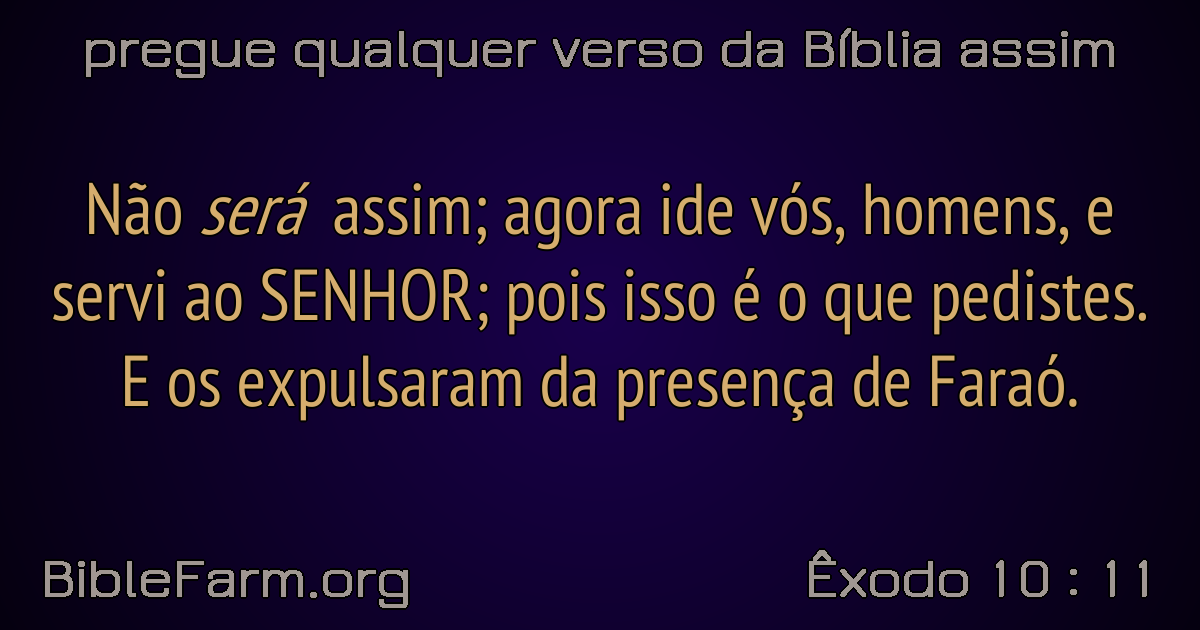 pregue qualquer verso da Bíblia assim
Não será assim; agora ide vós, homens, e
servi ao SENHOR; pois isso é o que pedistes.
E os expulsaram da presença de Faraó.
BibleFarm.org
Êxodo 10 : 11